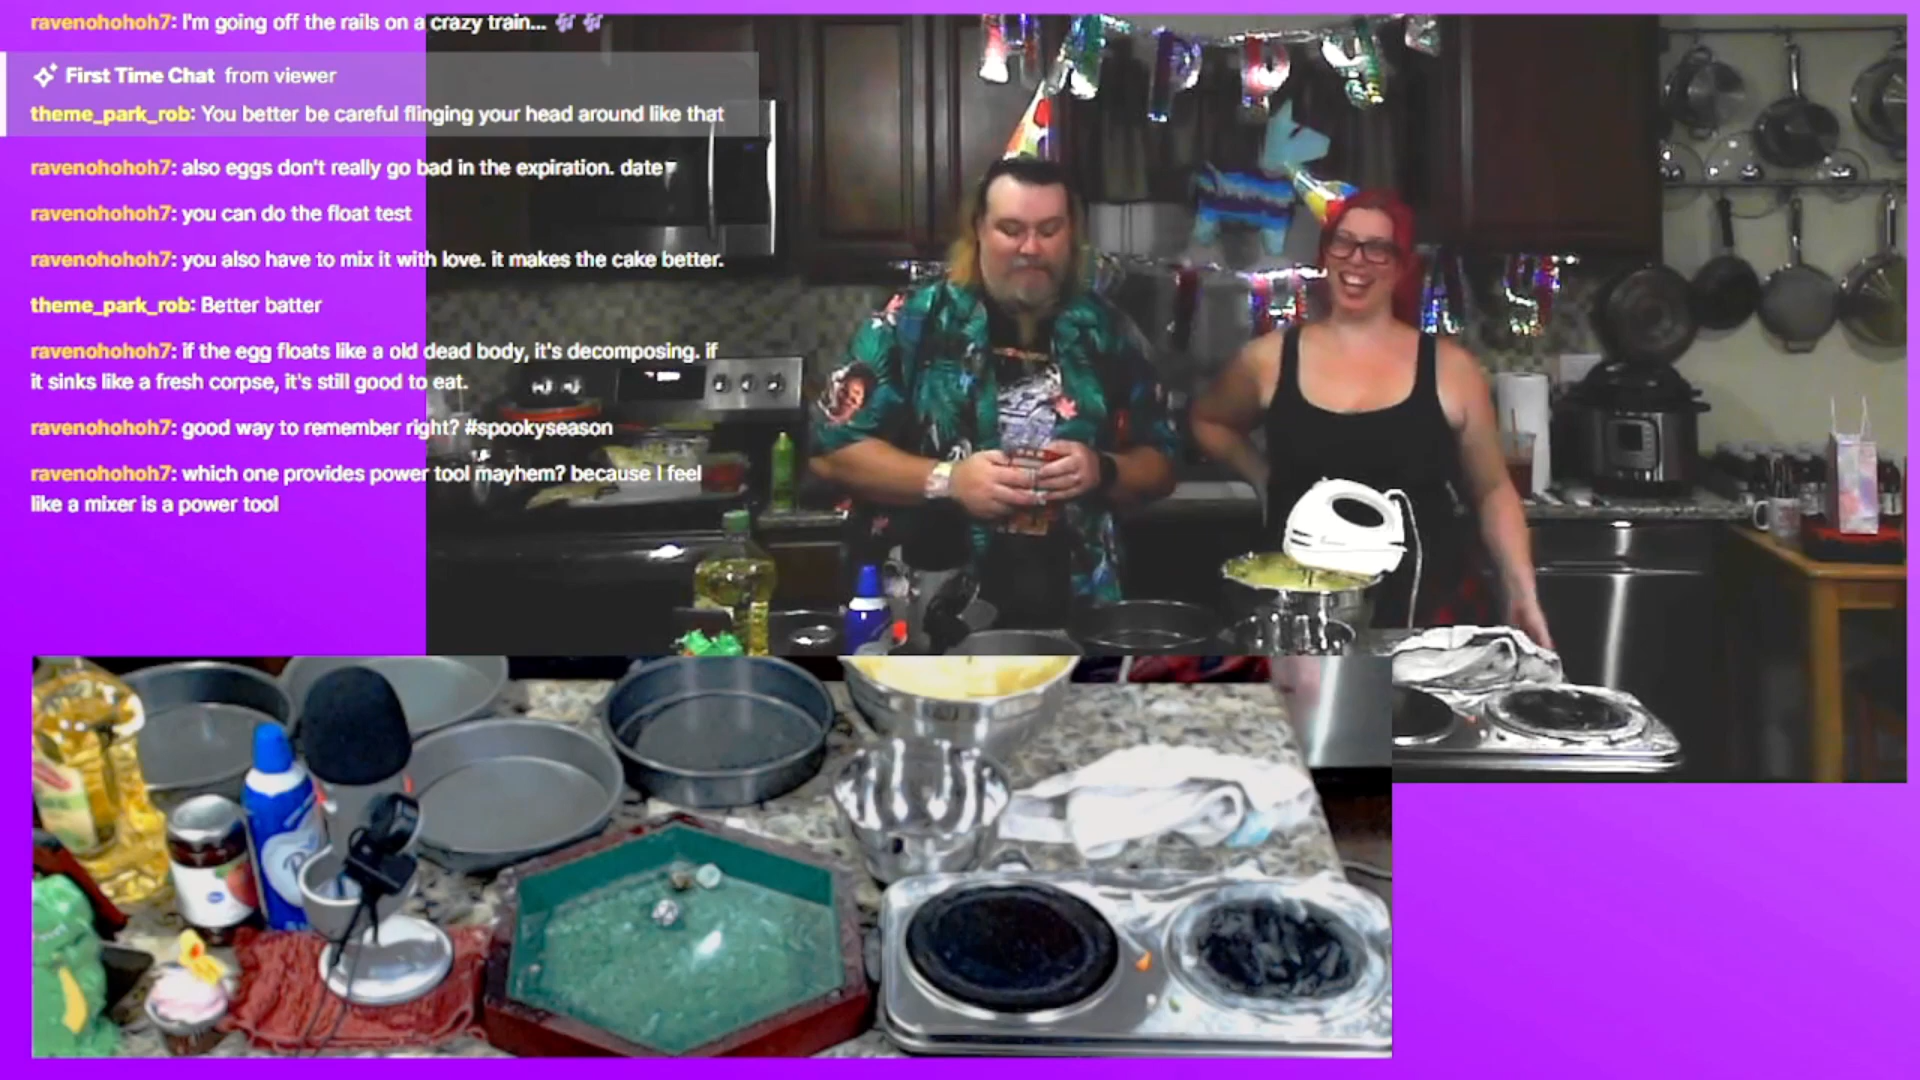 ravenohohoh7: I'm going off the rails on a crazy train...
First Time Chat from viewer
theme_park_rob: You better be careful flinging your head around like that
ravenohohoh7: also eggs don't really go bad in the expiration. date
ravenohohoh7: you can do the float test
ravenohohoh7: you also have to mix it with love. it makes the cake better.
theme_park_rob: Better batter
ravenohohoh7: if the egg floats like a old dead body, it's decomposing. if
it sinks like a fresh corpse, it's still good to eat.
ravenohohoh7: good way to remember right? #spookyseason
ravenohohoh7: which one provides power tool mayhem? because I feel
like a mixer is a power tool